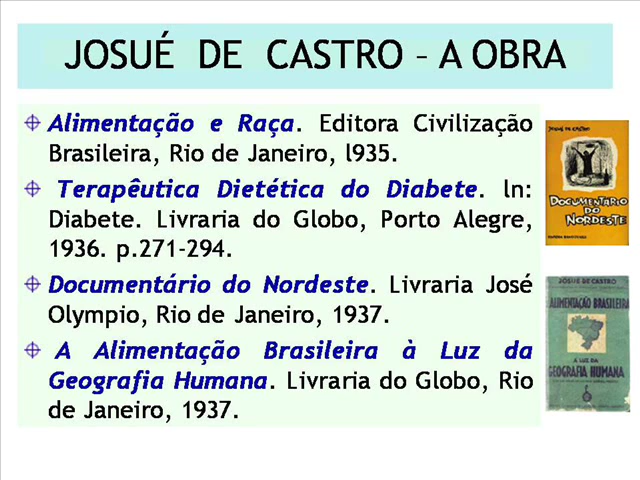 JOSUÉ DE CASTRO – A OBRA
Alimentação e Raça. Editora Civilização
Brasileira, Rio de Janeiro, l935.
Terapêutica Dietética do Diabete. ln:
Diabete. Livraria do Globo, Porto Alegre,
1936. p.271-294.
Documentário do Nordeste. Livraria José
Olympio, Rio de Janeiro, 1937.
A Alimentação Brasileira à Luz da
Geografia Humana. Livraria do Globo, Rio
de Janeiro, 1937.
JOSUÉ DE CASTRO
DOCUMENTÁRIO
DO
NORDESTE
JOSUÉ DE CASTRO
ALIMENTAÇÃO BRASILEIRA
A LUZ DA
GEOGRAFIA HUMANA